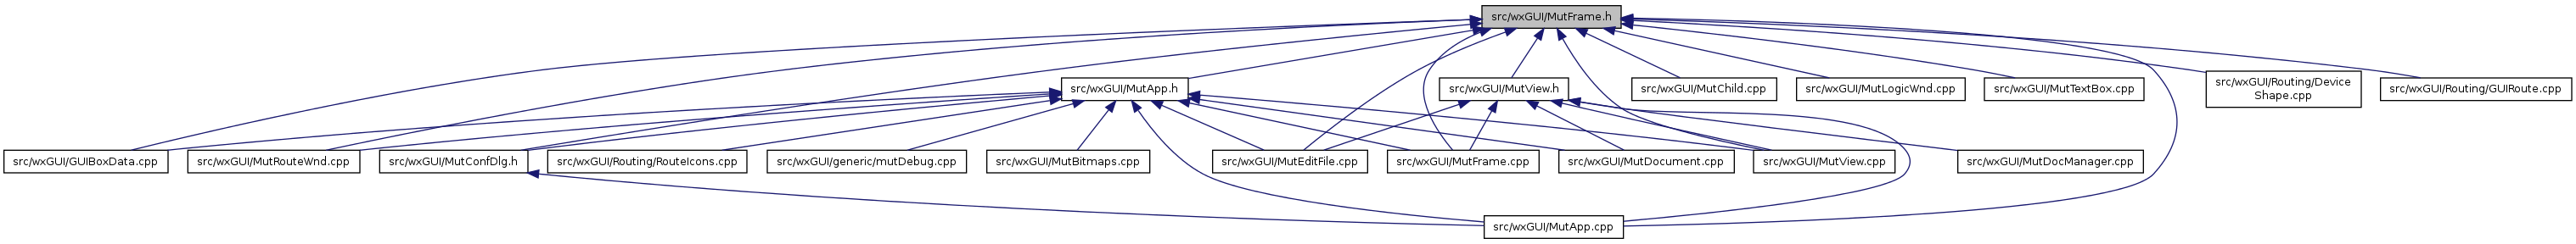 src/wxGUI/MutFrame.h
src/wxGUI/MutApp.h
src/wxGUI/MutView.h
src/wxGUI/MutChild.cpp
src/wxGUI/MutLogicWnd.cpp
src/wxGUI/MutTextBox.cpp
src/wxGUI/Routing/Device
Shape.cpp
src/wxGUI/Routing/GUIRoute.cpp
src/wxGUI/GUIBoxData.cpp
src/wxGUI/MutRouteWnd.cpp
src/wxGUI/MutConfDlg.h
src/wxGUI/Routing/RouteIcons.cpp
src/wxGUI/generic/mutDebug.cpp
src/wxGUI/MutBitmaps.cpp
src/wxGUI/MutEditFile.cpp
src/wxGUI/MutFrame.cpp
src/wxGUI/MutDocument.cpp
src/wxGUI/MutView.cpp
src/wxGUI/MutDocManager.cpp
src/wxGUI/MutApp.cpp